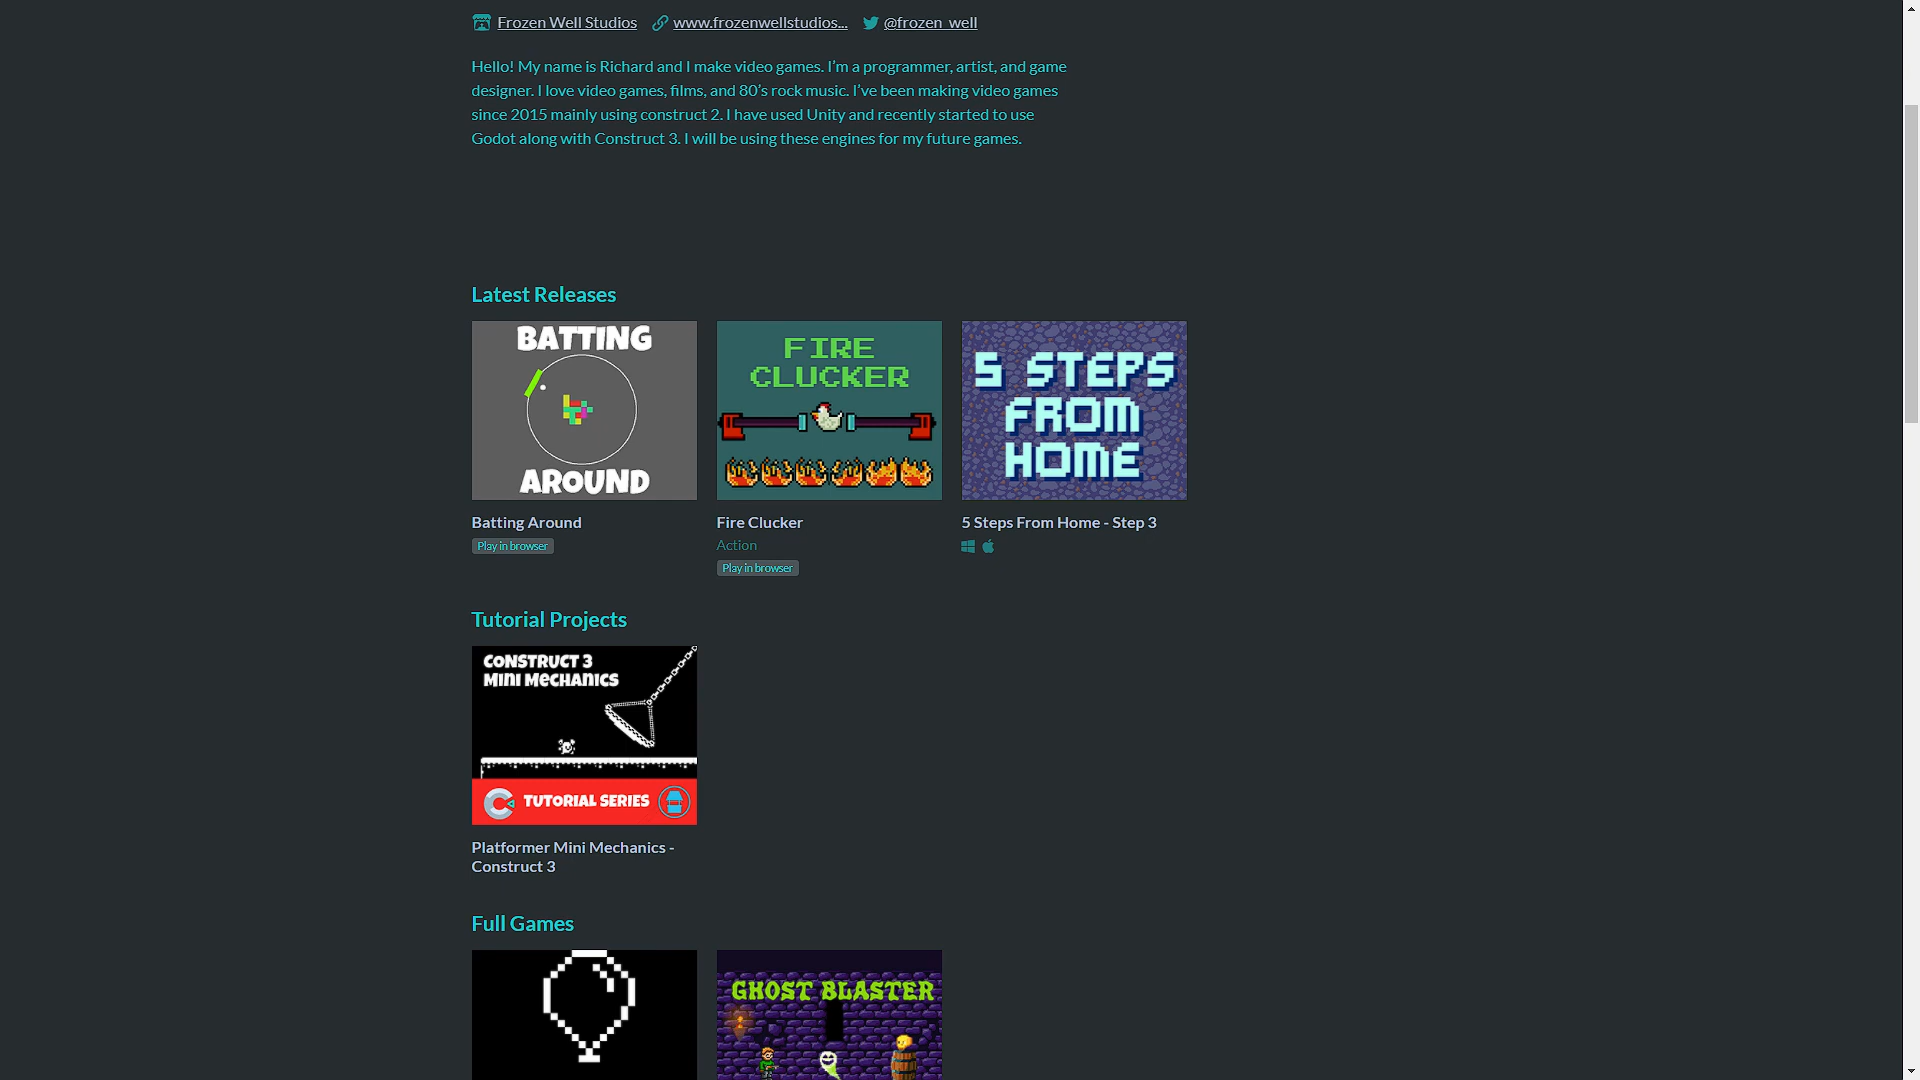 Frozen Well Studios www.frozenwellstudios... @frozen_well
Hello! My name is Richard and I make video games. I'm a programmer, artist, and game
designer. I love video games, films, and 80's rock music. I've been making video games
since 2015 mainly using construct 2. I have used Unity and recently started to use
Godot along with Construct 3. I will be using these engines for my future games.
Latest Releases
BATTING
AROUND
FIRE
CLUCKER
5 STEPS
FROM
HOME
Batting Around
Play in browser
Fire Clucker
Action
Play in browser
5 Steps From Home - Step 3
Tutorial Projects
CONSTRUCT 3
MINI MECHANICS
TUTORIAL SERIES
Platformer Mini Mechanics -
Construct 3
Full Games
GHOST BLASTER